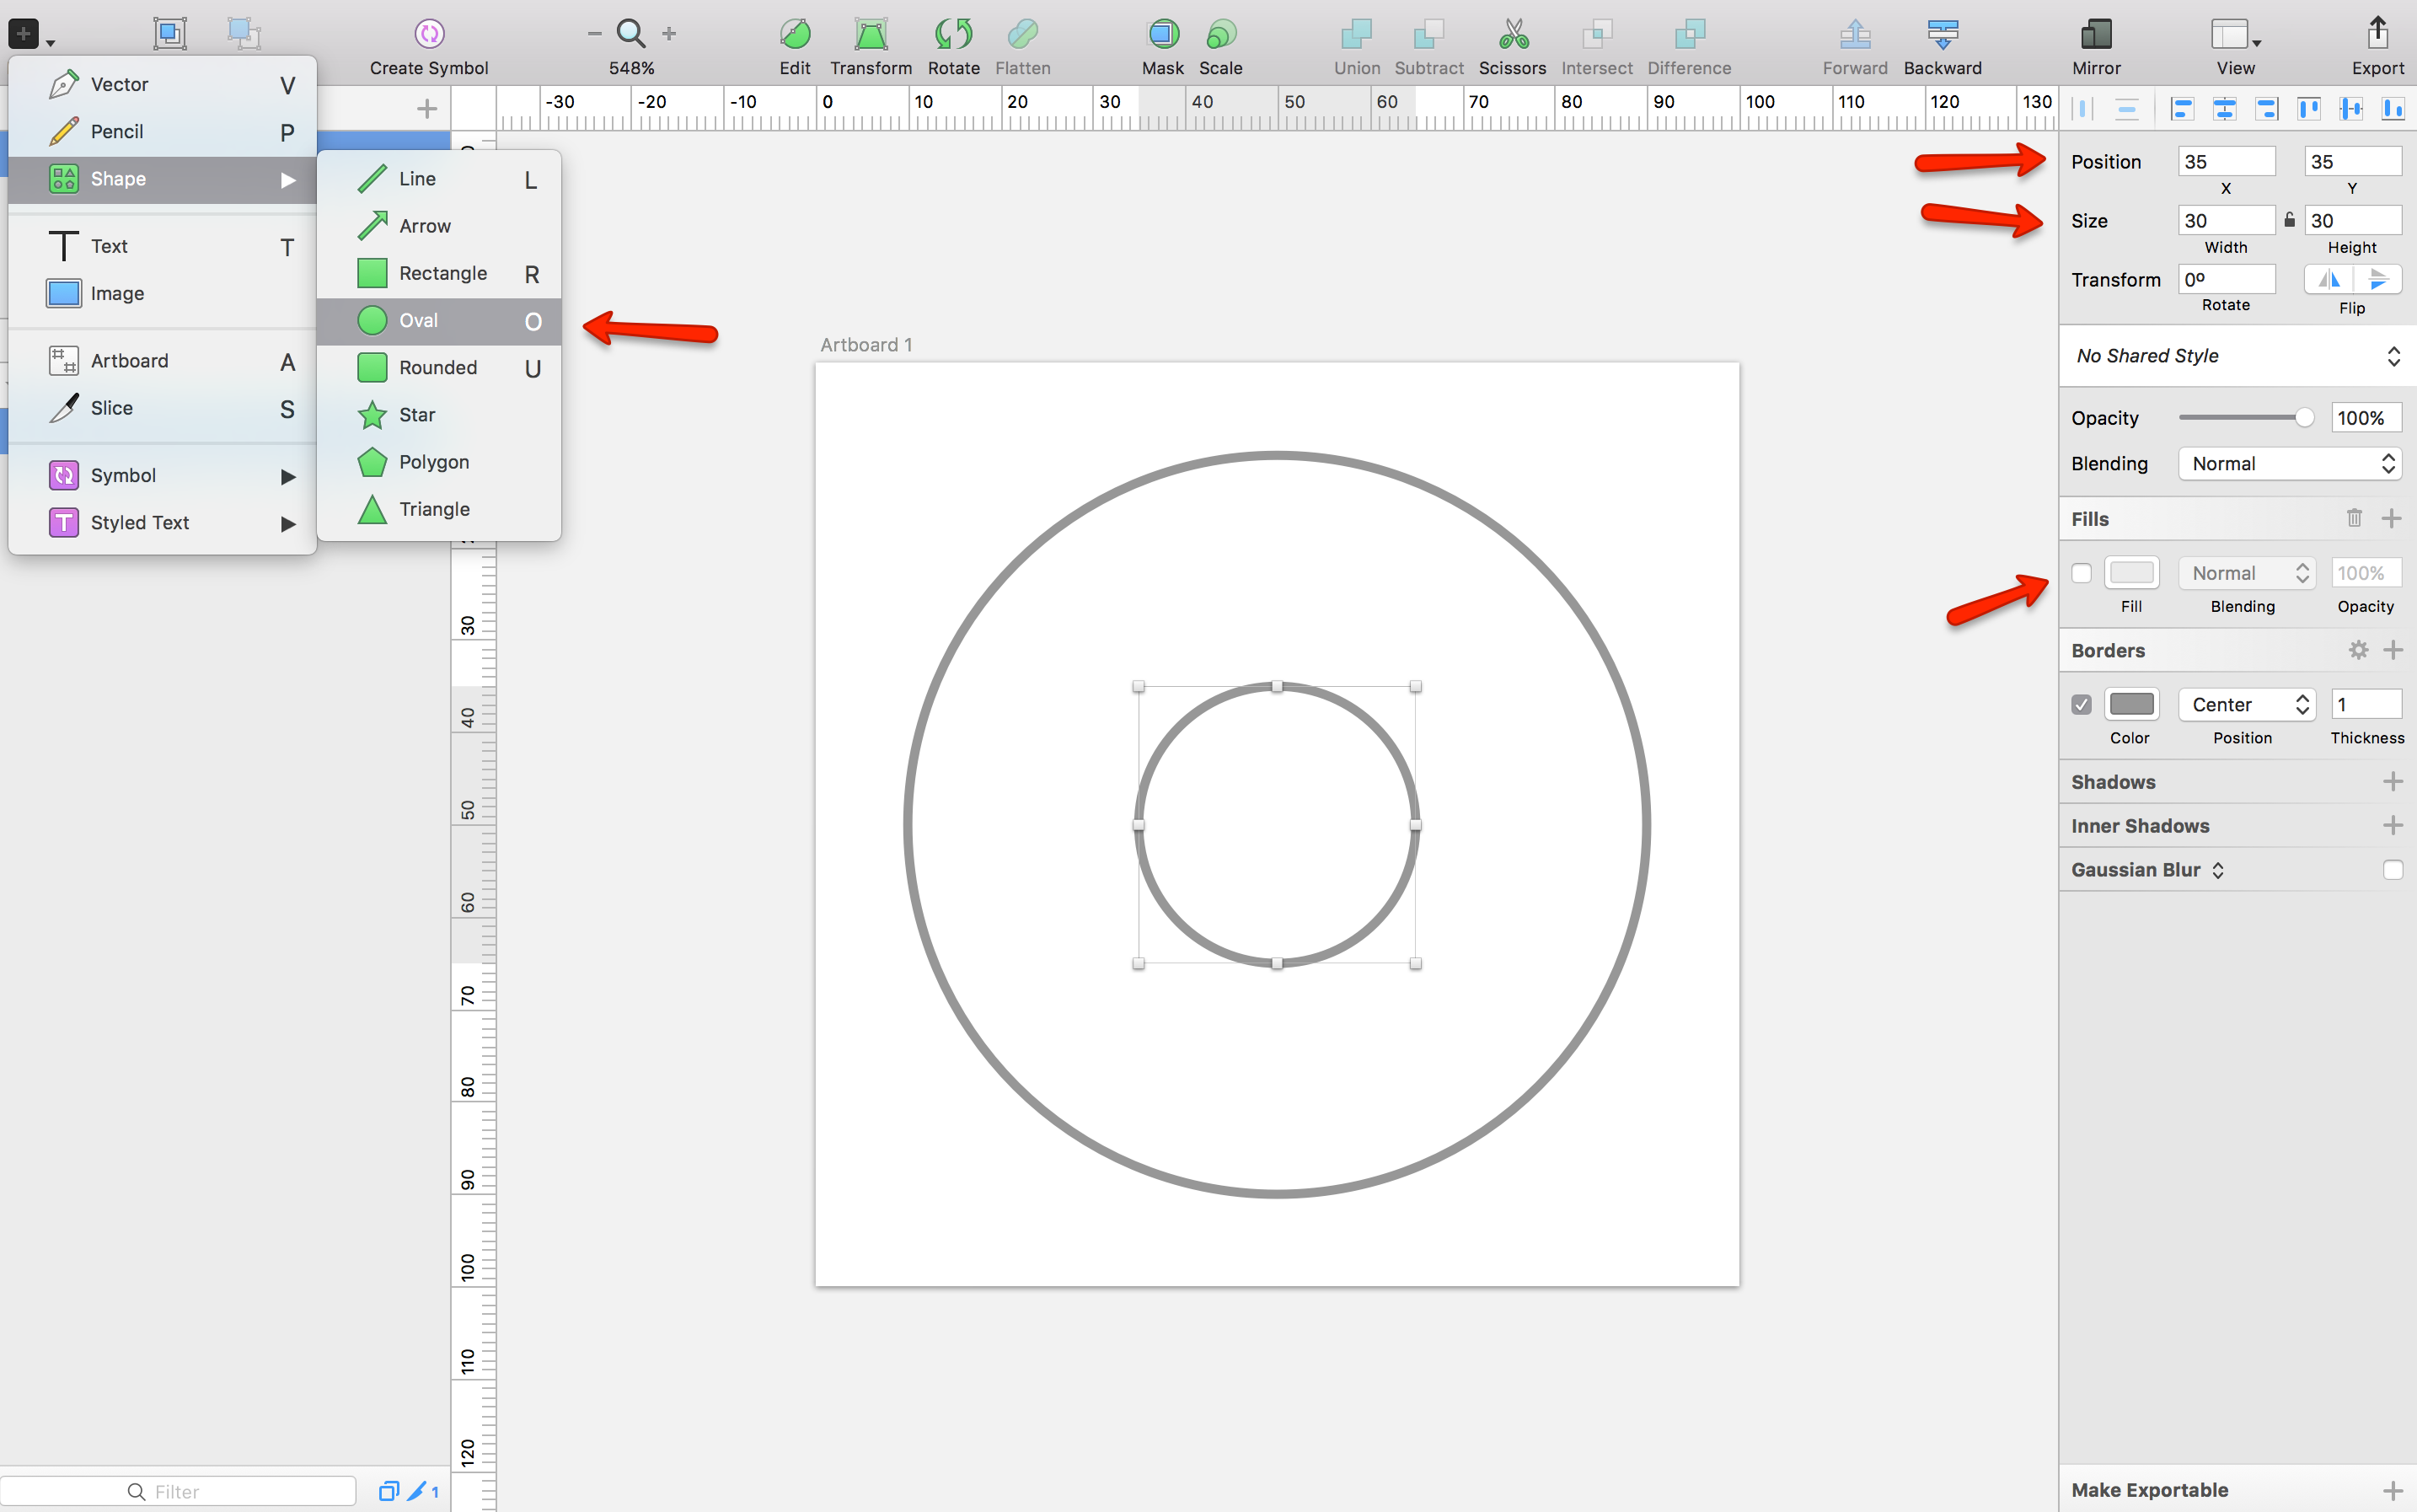 Create Symbol
548%
Edit Transform Rotate Flatten
Mask Scale
Union Subtract Scissors Intersect Difference
Forward Backward
Mirror
View
Export
Vector V
Pencil P
Shape
Text T
Image
Artboard A
Slice S
Symbol
Styled Text
Line L
Arrow
Rectangle R
Oval O
Rounded U
Star
Polygon
Triangle
-30 -20 -10 0 10 20 30 40 50 60 70 80 90 100 110 120 130
30
40
50
60
70
80
90
100
110
120
Artboard 1
Position 35 35
X Y
Size 30 30
Width Height
Transform 0º
Rotate Flip
No Shared Style
Opacity 100%
Blending Normal
Fills
Normal 100%
Fill Blending Opacity
Borders
Center 1
Color Position Thickness
Shadows
Inner Shadows
Gaussian Blur
Make Exportable
Filter
1